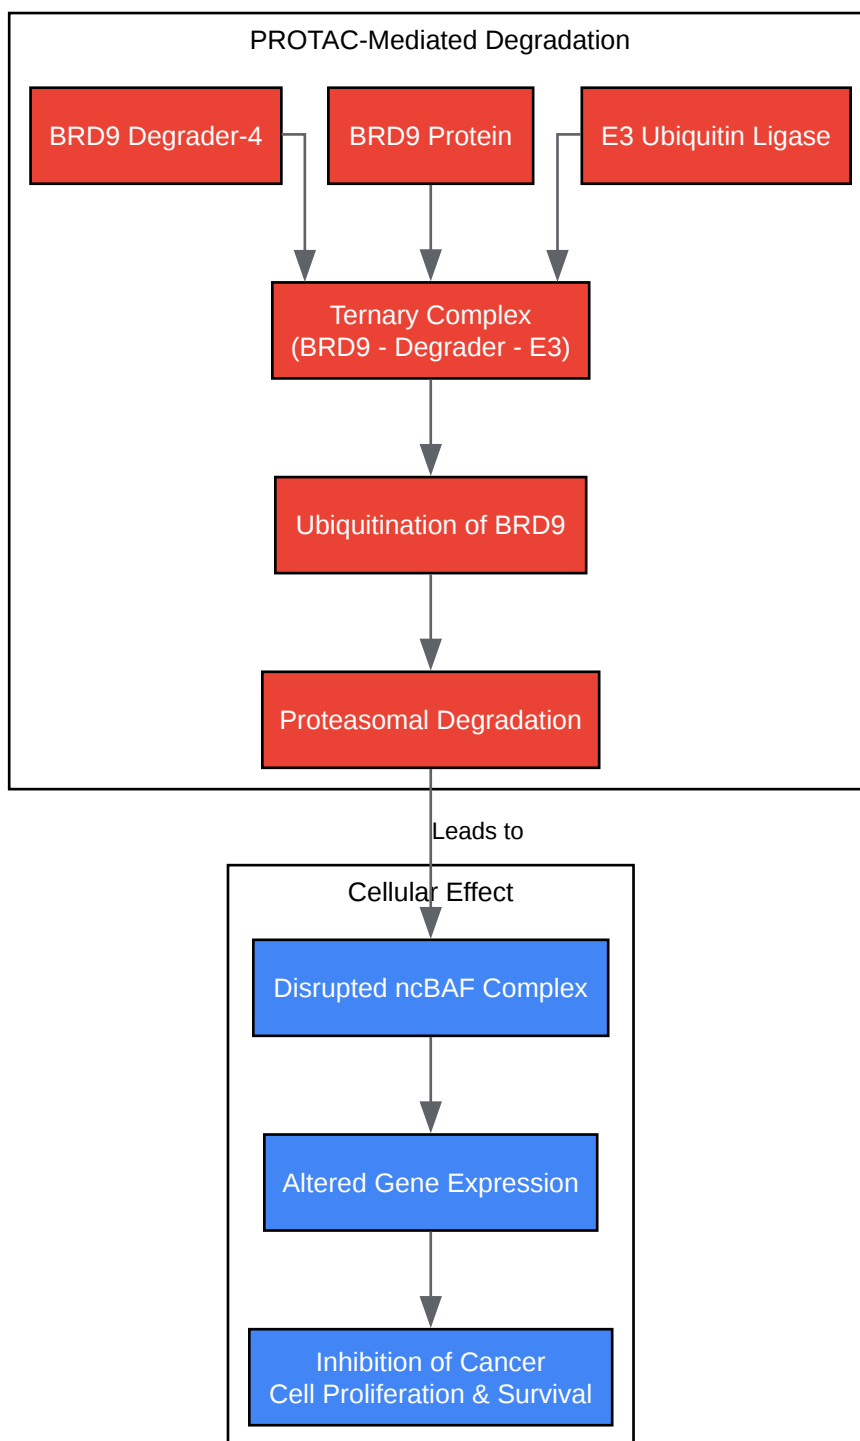 PROTAC-Mediated Degradation
BRD9 Degrader-4
BRD9 Protein
E3 Ubiquitin Ligase
Ternary Complex
(BRD9 - Degrader - E3)
Ubiquitination of BRD9
Proteasomal Degradation
Leads to
Cellular Effect
Disrupted ncBAF Complex
Altered Gene Expression
Inhibition of Cancer
Cell Proliferation & Survival